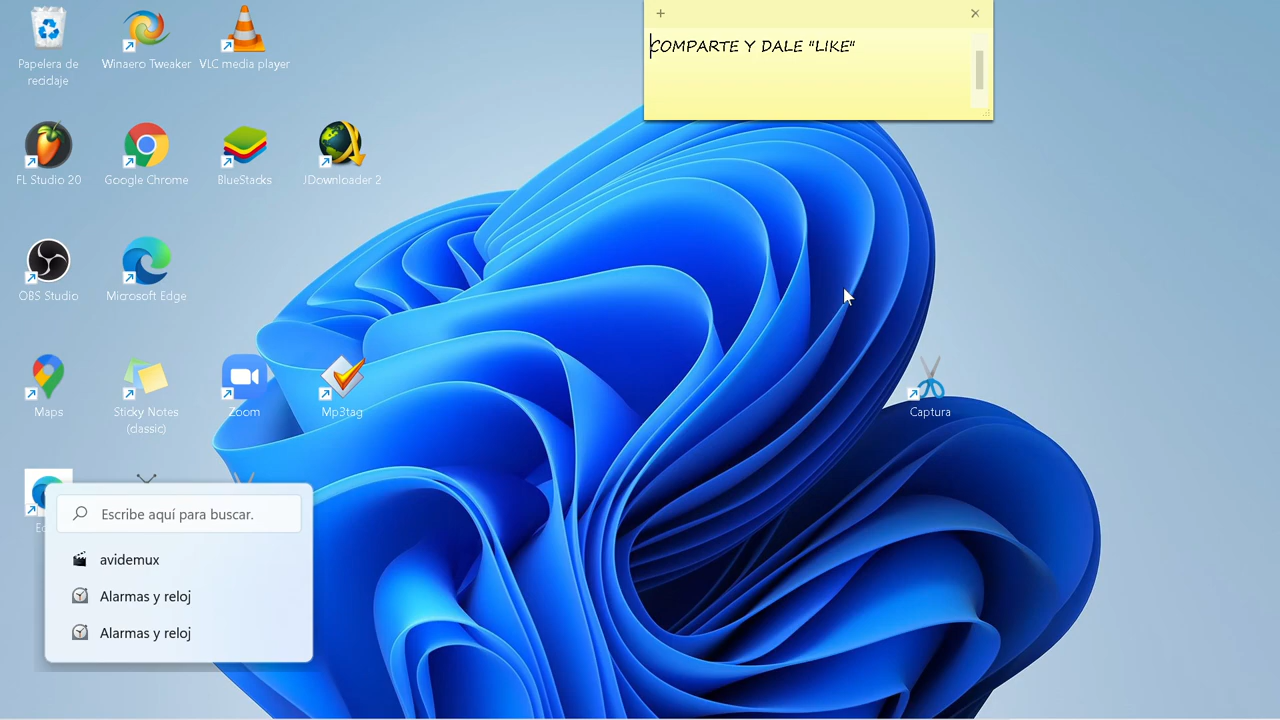 COMPARTE Y DALE "LIKE"
Papelera de
reciclaje
Winaero Tweaker
VLC media player
FL Studio 20
Google Chrome
BlueStacks
JDownloader 2
OBS Studio
Microsoft Edge
Maps
Sticky Notes
(classic)
Zoom
Mp3tag
Captura
Escribe aquí para buscar.
avidemux
Alarmas y reloj
Alarmas y reloj